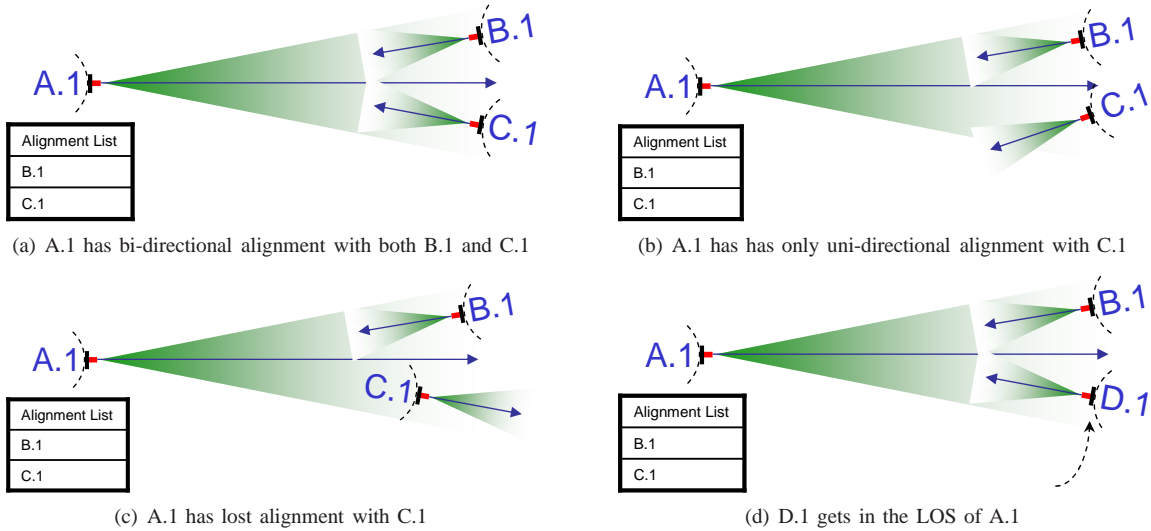 B.1
A.1
C.1
Alignment List
B.1
C.1
(a) A.1 has bi-directional alignment with both B.1 and C.1
B.1
A.1
C.1
Alignment List
B.1
C.1
(b) A.1 has has only uni-directional alignment with C.1
B.1
A.1
C.1
Alignment List
B.1
C.1
(c) A.1 has lost alignment with C.1
B.1
A.1
D.1
Alignment List
B.1
C.1
(d) D.1 gets in the LOS of A.1